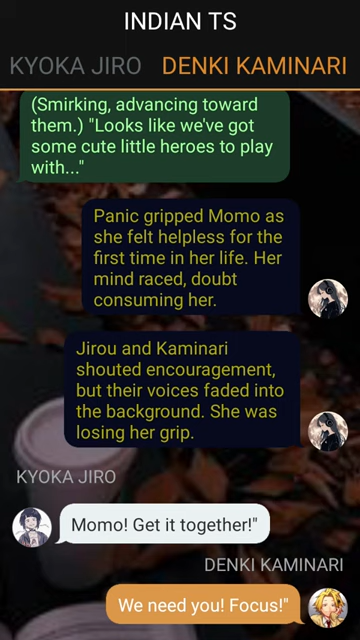 INDIAN TS
KYOKA JIRO DENKI KAMINARI
(Smirking, advancing toward
them.) "Looks like we've got
some cute little heroes to play
with..."
Panic gripped Momo as
she felt helpless for the
first time in her life. Her
mind raced, doubt
consuming her.
Jirou and Kaminari
shouted encouragement,
but their voices faded into
the background. She was
losing her grip.
KYOKA JIRO
Momo! Get it together!"
DENKI KAMINARI
We need you! Focus!"